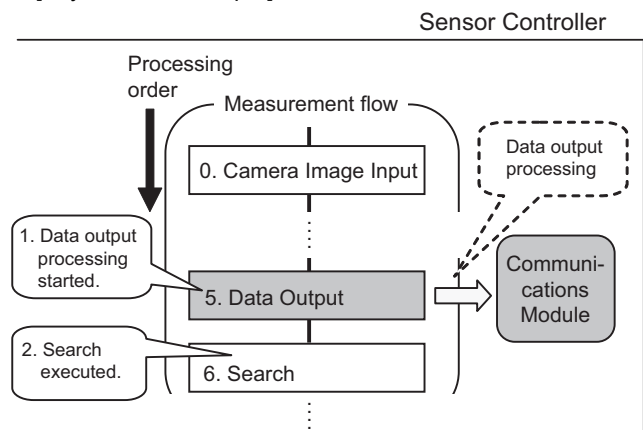 Sensor Controller
Processing
order
Measurement flow
0. Camera Image Input
Data output
processing
1. Data output
processing
started.
5. Data Output
Communi-
cations
Module
2. Search
executed.
6. Search